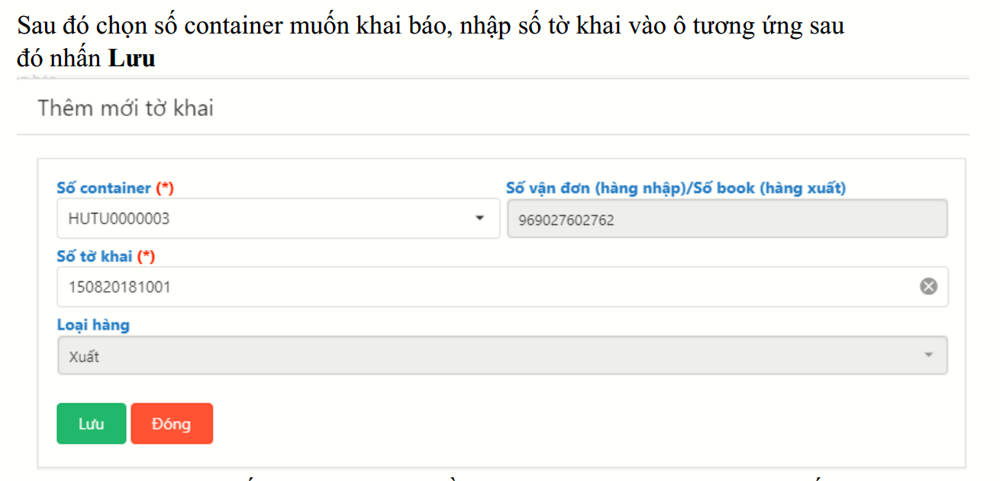 Sau đó chọn số container muốn khai báo, nhập số tờ khai vào ô tương ứng sau
đó nhấn Lưu
Thêm mới tờ khai
Số container (*)
Số vận đơn (hàng nhập)/Số book (hàng xuất)
HUTU0000003
969027602762
Số tờ khai (*)
150820181001
Loại hàng
Xuất
Lưu
Đóng